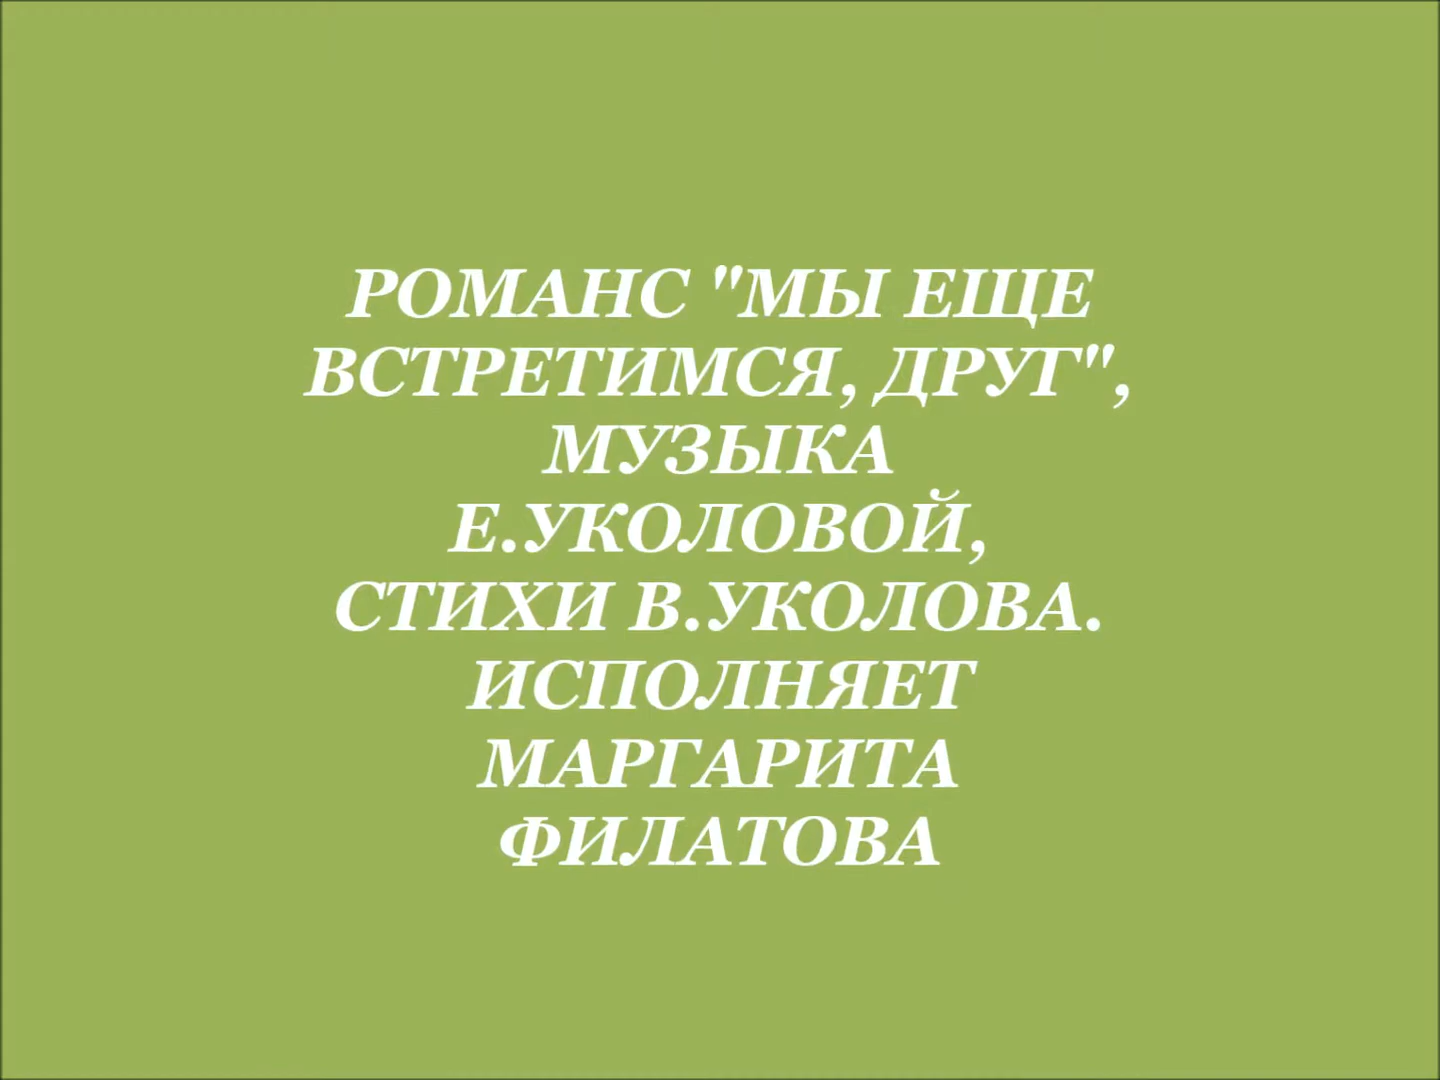 РОМАНС "МЫ ЕЩЕ
ВСТРЕТИМСЯ, ДРУГ",
МУЗЫКА
Е.УКОЛОВОЙ,
СТИХИ В.УКОЛОВА.
ИСПОЛНЯЕТ
МАРГАРИТА
ФИЛАТОВА